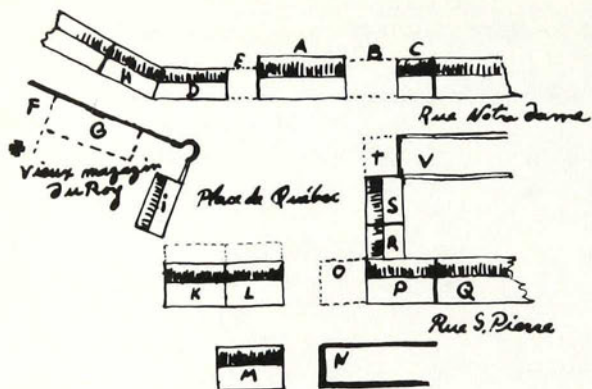 A
B
C
E
H
D
Rue Notre Dame
F
G
* Vieux magazin
du Roy
T
V
i
Place de Québec
S
R
O
K
L
P
Q
Rue S. Pierre
M
N